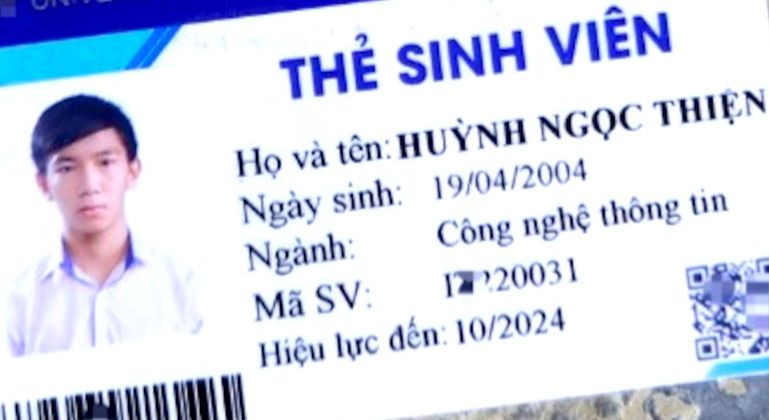 THẺ SINH VIÊN
Họ và tên: HUỲNH NGỌC THIỆN
Ngày sinh: 19/04/2004
Ngành: Công nghệ thông tin
Mã SV:
Hiệu lực đến: 10/2024